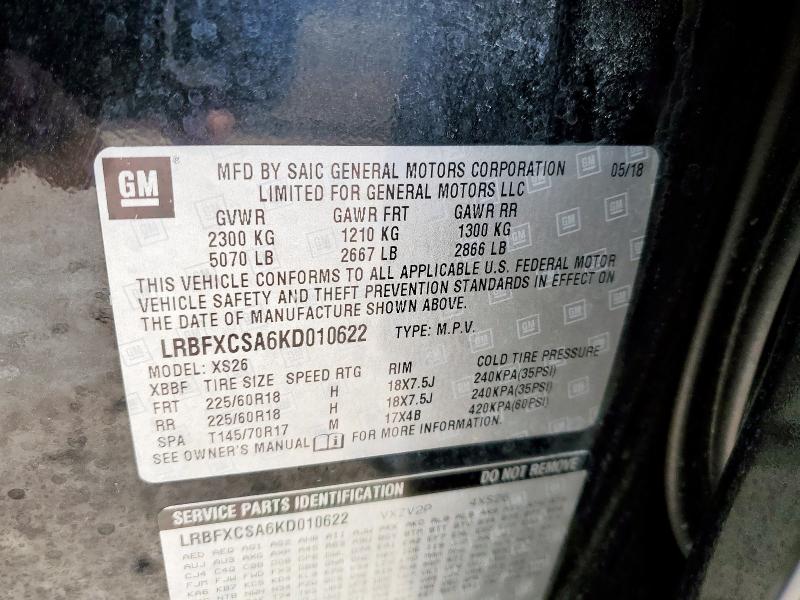 GM
®
MFD BY SAIC GENERAL MOTORS CORPORATION 05/18
LIMITED FOR GENERAL MOTORS LLC
GVWR GAWR FRT GAWR RR
2300 KG 1210 KG 1300 KG
5070 LB 2667 LB 2866 LB
THIS VEHICLE CONFORMS TO ALL APPLICABLE U.S. FEDERAL MOTOR
VEHICLE SAFETY AND THEFT PREVENTION STANDARDS IN EFFECT ON
THE DATE OF MANUFACTURE SHOWN ABOVE.
LRBFXCSA6KD010622 TYPE: M.P.V.
MODEL: XS26
XBBF TIRE SIZE SPEED RTG RIM COLD TIRE PRESSURE
FRT 225/60R18 H 18X7.5J 240KPA(35PSI)
RR 225/60R18 H 18X7.5J 240KPA(35PSI)
SPA T145/70R17 M 17X4B 420KPA(60PSI)
SEE OWNER'S MANUAL FOR MORE INFORMATION.
SERVICE PARTS IDENTIFICATION DO NOT REMOVE
LRBFXCSA6KD010622 VX2V2P 4XS26